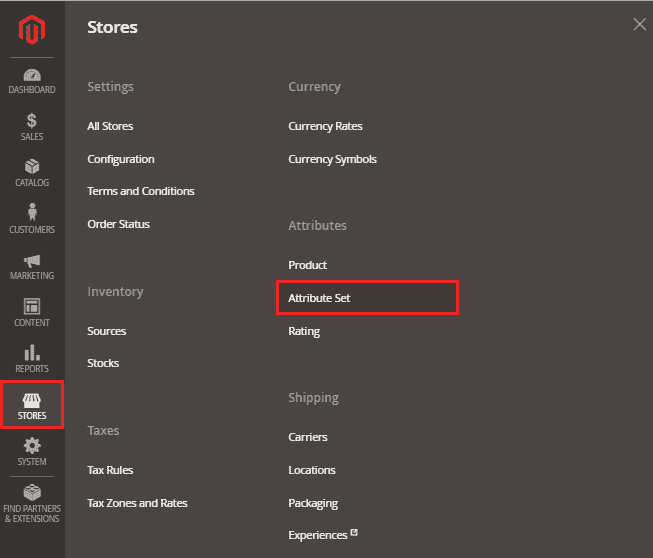 DASHBOARD
SALES
CATALOG
CUSTOMERS
MARKETING
CONTENT
REPORTS
STORES
SYSTEM
FIND PARTNERS
& EXTENSIONS
Stores
Settings
All Stores
Configuration
Terms and Conditions
Order Status
Inventory
Sources
Stocks
Taxes
Tax Rules
Tax Zones and Rates
Currency
Currency Rates
Currency Symbols
Attributes
Product
Attribute Set
Rating
Shipping
Carriers
Locations
Packaging
Experiences